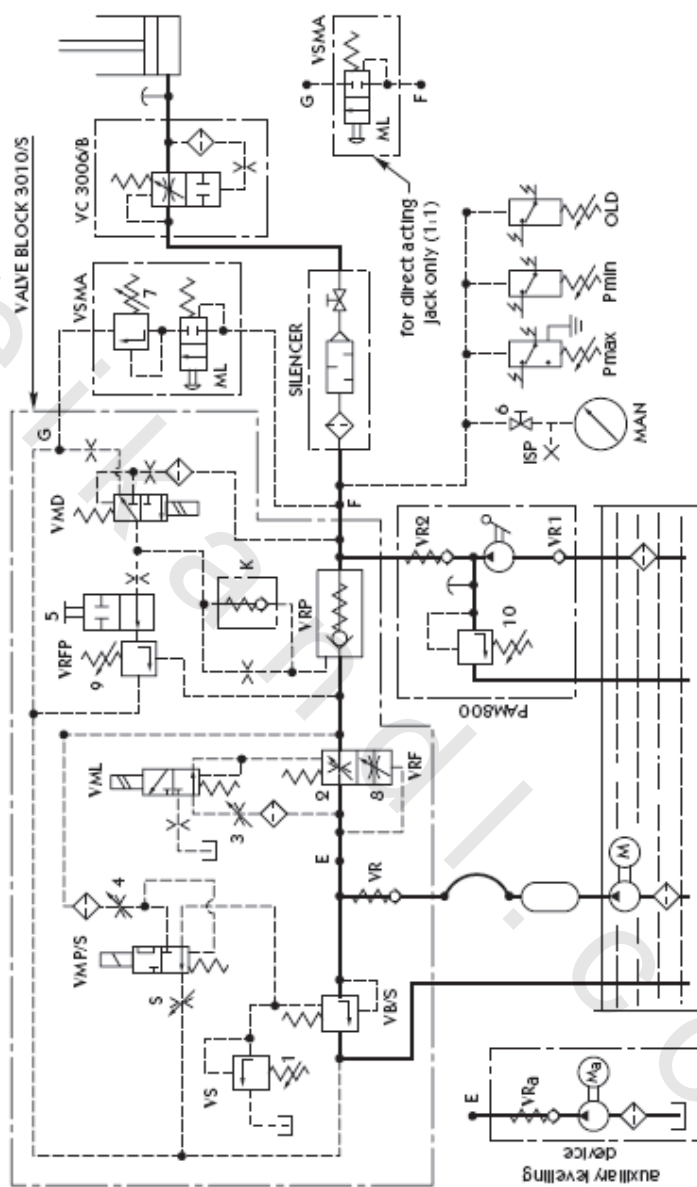 VALVE BLOCK 3010/S
VC 3006/B
VSMA
7
ML
G
VSMA
G
ML
F
for direct acting
jack only (1:1)
SILENCER
VMD
5
VRFP
9
K
VRP
F
VML
3
2
8
VRF
VMP/S
4
S
VS
1
VB/S
E
VR
VR2
VR1
10
PAM800
ISP
6
MAN
Pmax
Pmin
OLD
M
E
VRa
Ma
auxiliary levelling
device